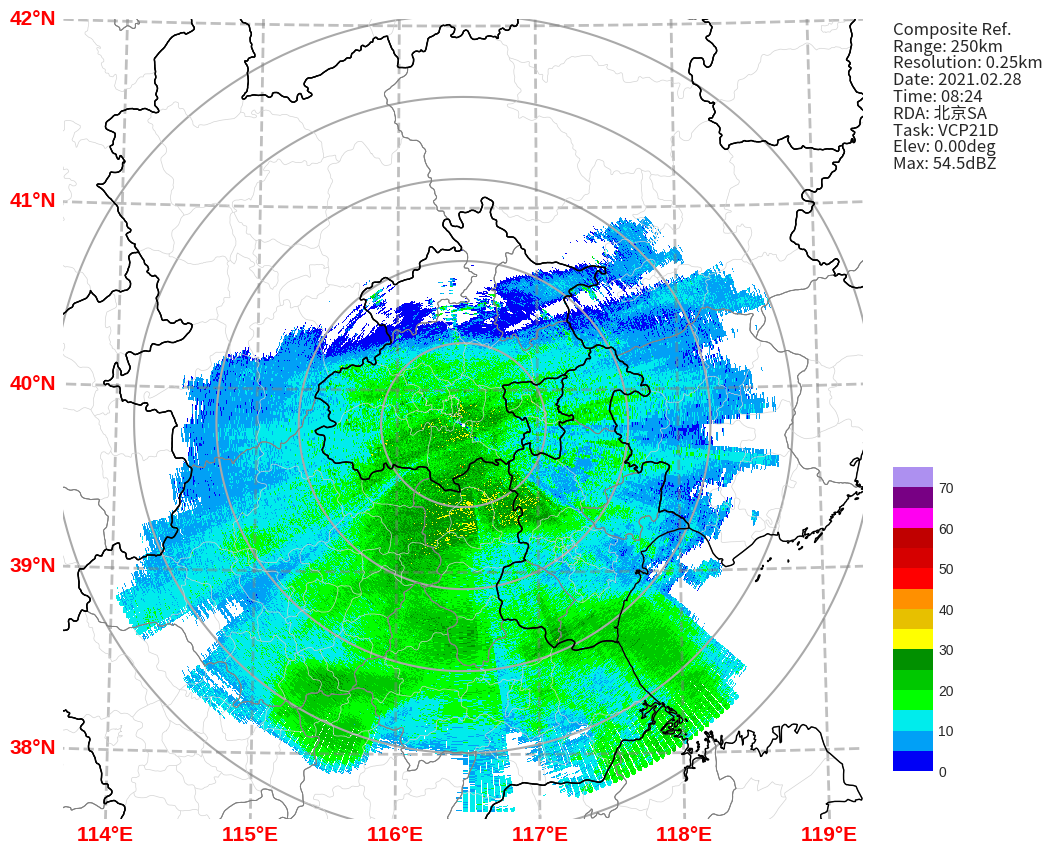 42°N
41°N
40°N
39°N
38°N
114°E
115°E
116°E
117°E
118°E
119°E
Composite Ref.
Range: 250km
Resolution: 0.25km
Date: 2021.02.28
Time: 08:24
RDA: 北京SA
Task: VCP21D
Elev: 0.00deg
Max: 54.5dBZ
70
60
50
40
30
20
10
0